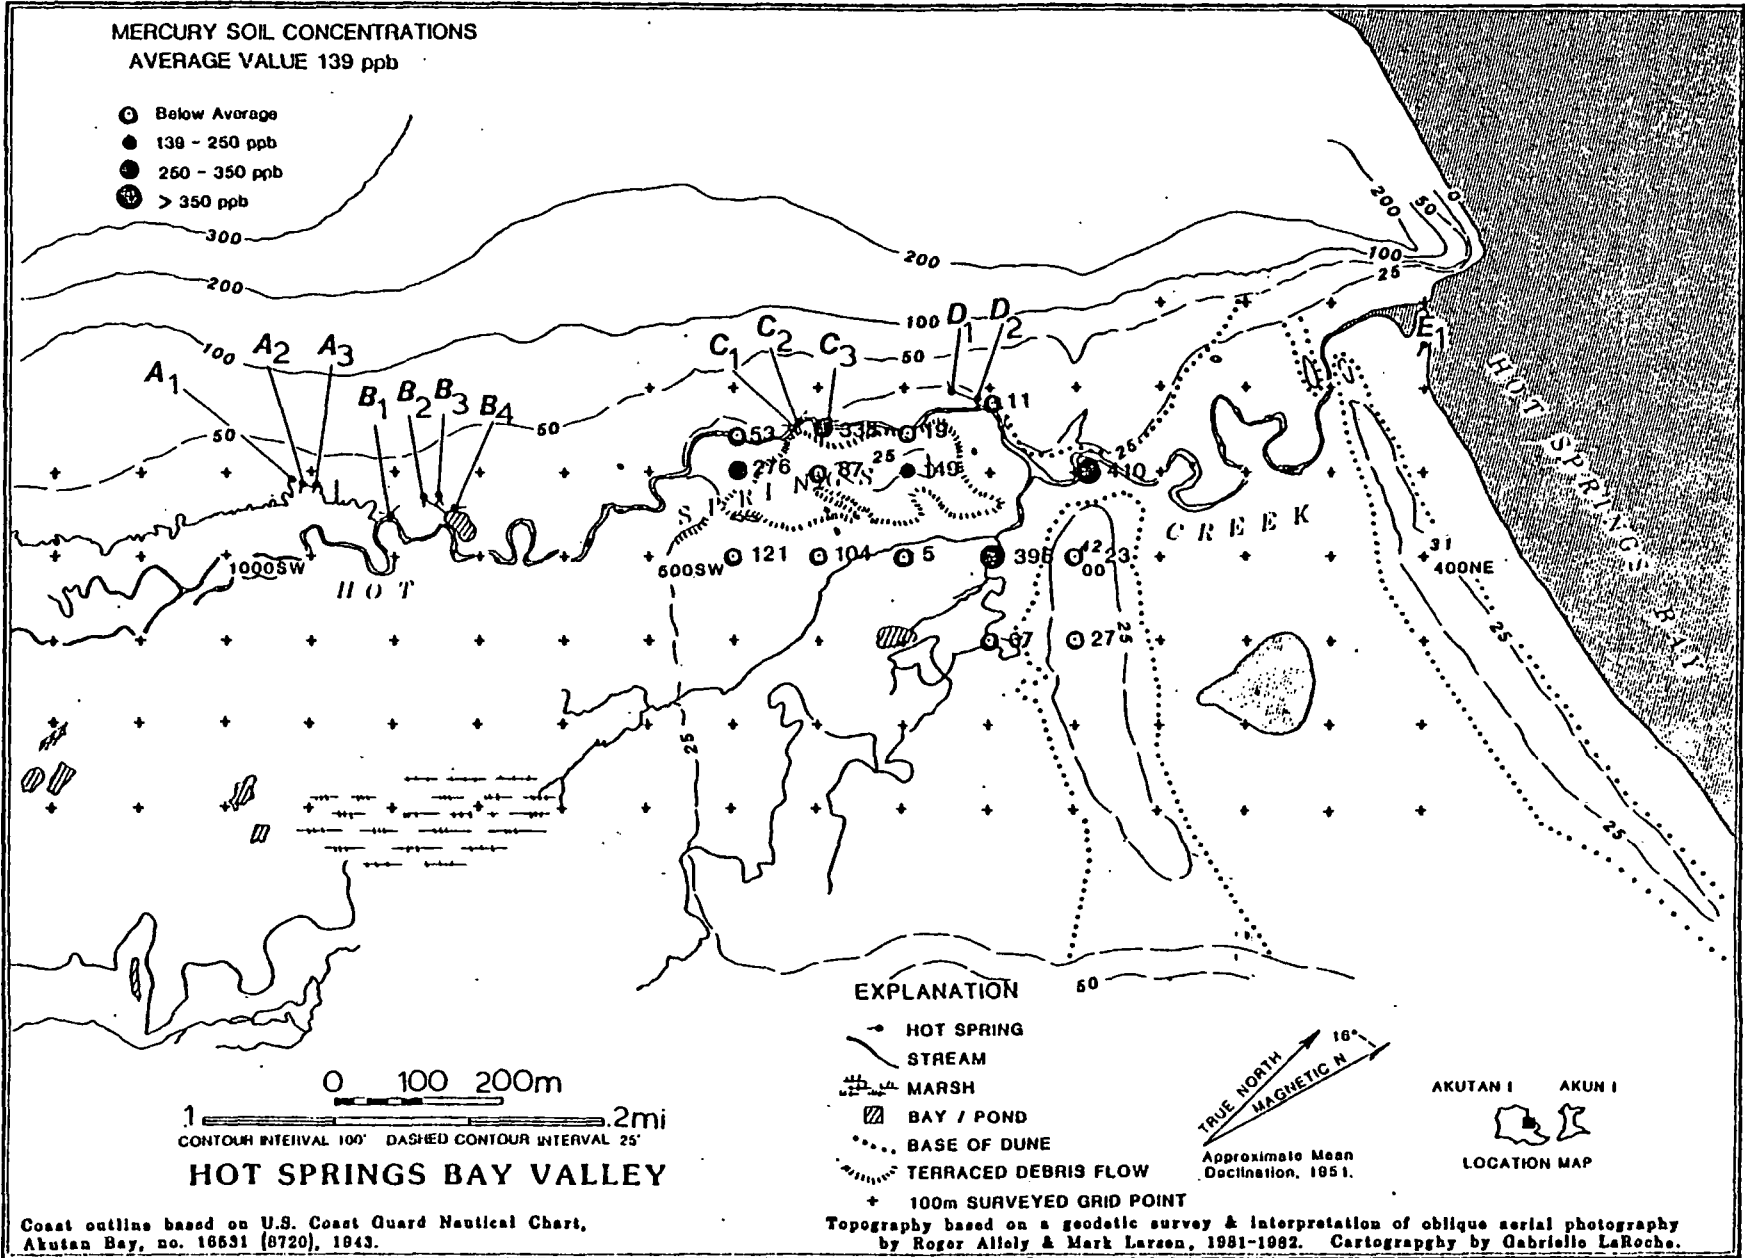 MERCURY SOIL CONCENTRATIONS
AVERAGE VALUE 139 ppb
Below Average
139 - 250 ppb
250 - 350 ppb
> 350 ppb
300
200
200
100
50
0
200
50
100
25
100
50
50
50
A1
A2
A3
B1
B2
B3
B4
C1
C2
C3
D1
D2
E1
11
53
335
19
276
87
25
149
410
25
HOT
SPRINGS
CREEK
HOT SPRINGS BAY
1000SW
500SW
121
104
5
395
42
00
23
31
400NE
67
27
25
25
25
25
50
EXPLANATION
HOT SPRING
STREAM
MARSH
BAY / POND
BASE OF DUNE
TERRACED DEBRIS FLOW
+ 100m SURVEYED GRID POINT
0 100 200m
.1 .2mi
CONTOUR INTERVAL 100' DASHED CONTOUR INTERVAL 25'
HOT SPRINGS BAY VALLEY
TRUE NORTH
MAGNETIC N
16°
Approximate Mean
Declination, 1951.
AKUTAN I AKUN I
LOCATION MAP
Coast outline based on U.S. Coast Guard Nautical Chart,
Akutan Bay, no. 16531 (8720), 1943.
Topography based on a geodetic survey & interpretation of oblique aerial photography
by Roger Allely & Mark Larsen, 1981-1982. Cartograpghy by Gabrielle LaRoche.